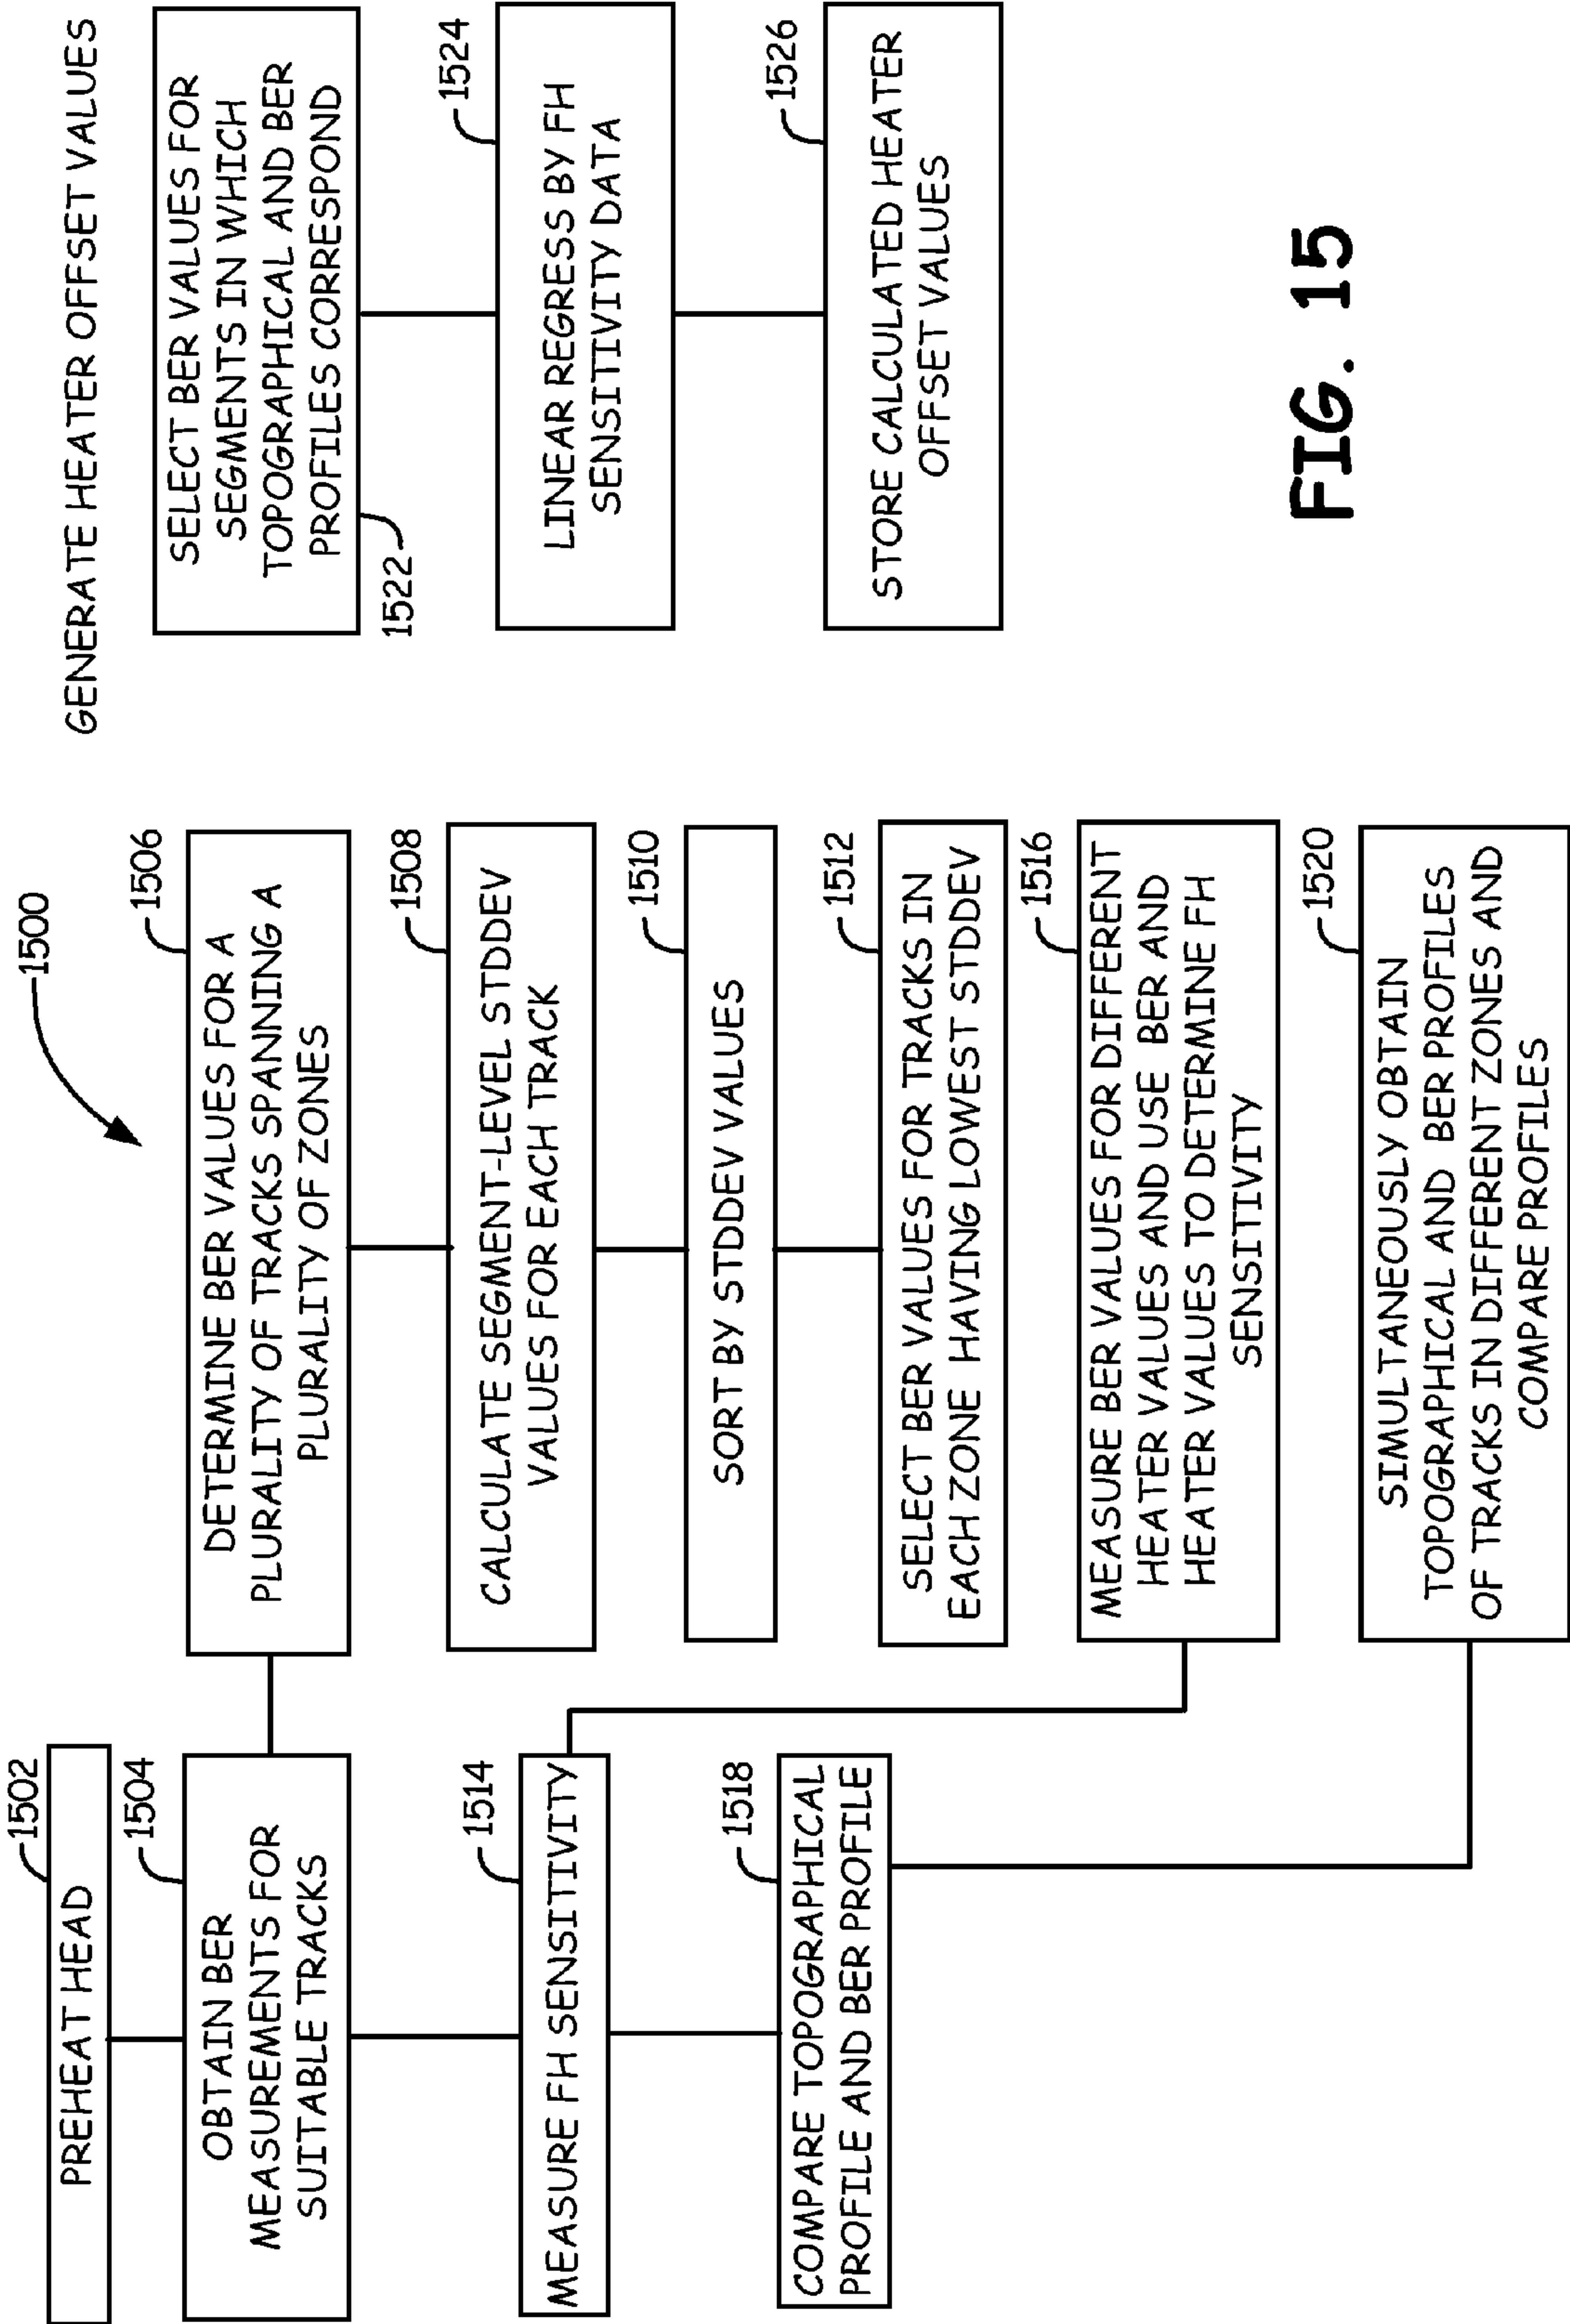 1500
1502
PREHEAT HEAD
1504
OBTAIN BER
MEASUREMENTS FOR
SUITABLE TRACKS
1514
MEASURE FH SENSITIVITY
1518
COMPARE TOPOGRAPHICAL
PROFILE AND BER PROFILE
1506
DETERMINE BER VALUES FOR A
PLURALITY OF TRACKS SPANNING A
PLURALITY OF ZONES
1508
CALCULATE SEGMENT-LEVEL STDDEV
VALUES FOR EACH TRACK
1510
SORT BY STDDEV VALUES
1512
SELECT BER VALUES FOR TRACKS IN
EACH ZONE HAVING LOWEST STDDEV
1516
MEASURE BER VALUES FOR DIFFERENT
HEATER VALUES AND USE BER AND
HEATER VALUES TO DETERMINE FH
SENSITIVITY
1520
SIMULTANEOUSLY OBTAIN
TOPOGRAPHICAL AND BER PROFILES
OF TRACKS IN DIFFERENT ZONES AND
COMPARE PROFILES
GENERATE HEATER OFFSET VALUES
SELECT BER VALUES FOR
SEGMENTS IN WHICH
TOPOGRAPHICAL AND BER
PROFILES CORRESPOND
1522
1524
LINEAR REGRESS BY FH
SENSITIVITY DATA
1526
STORE CALCULATED HEATER
OFFSET VALUES
FIG. 15